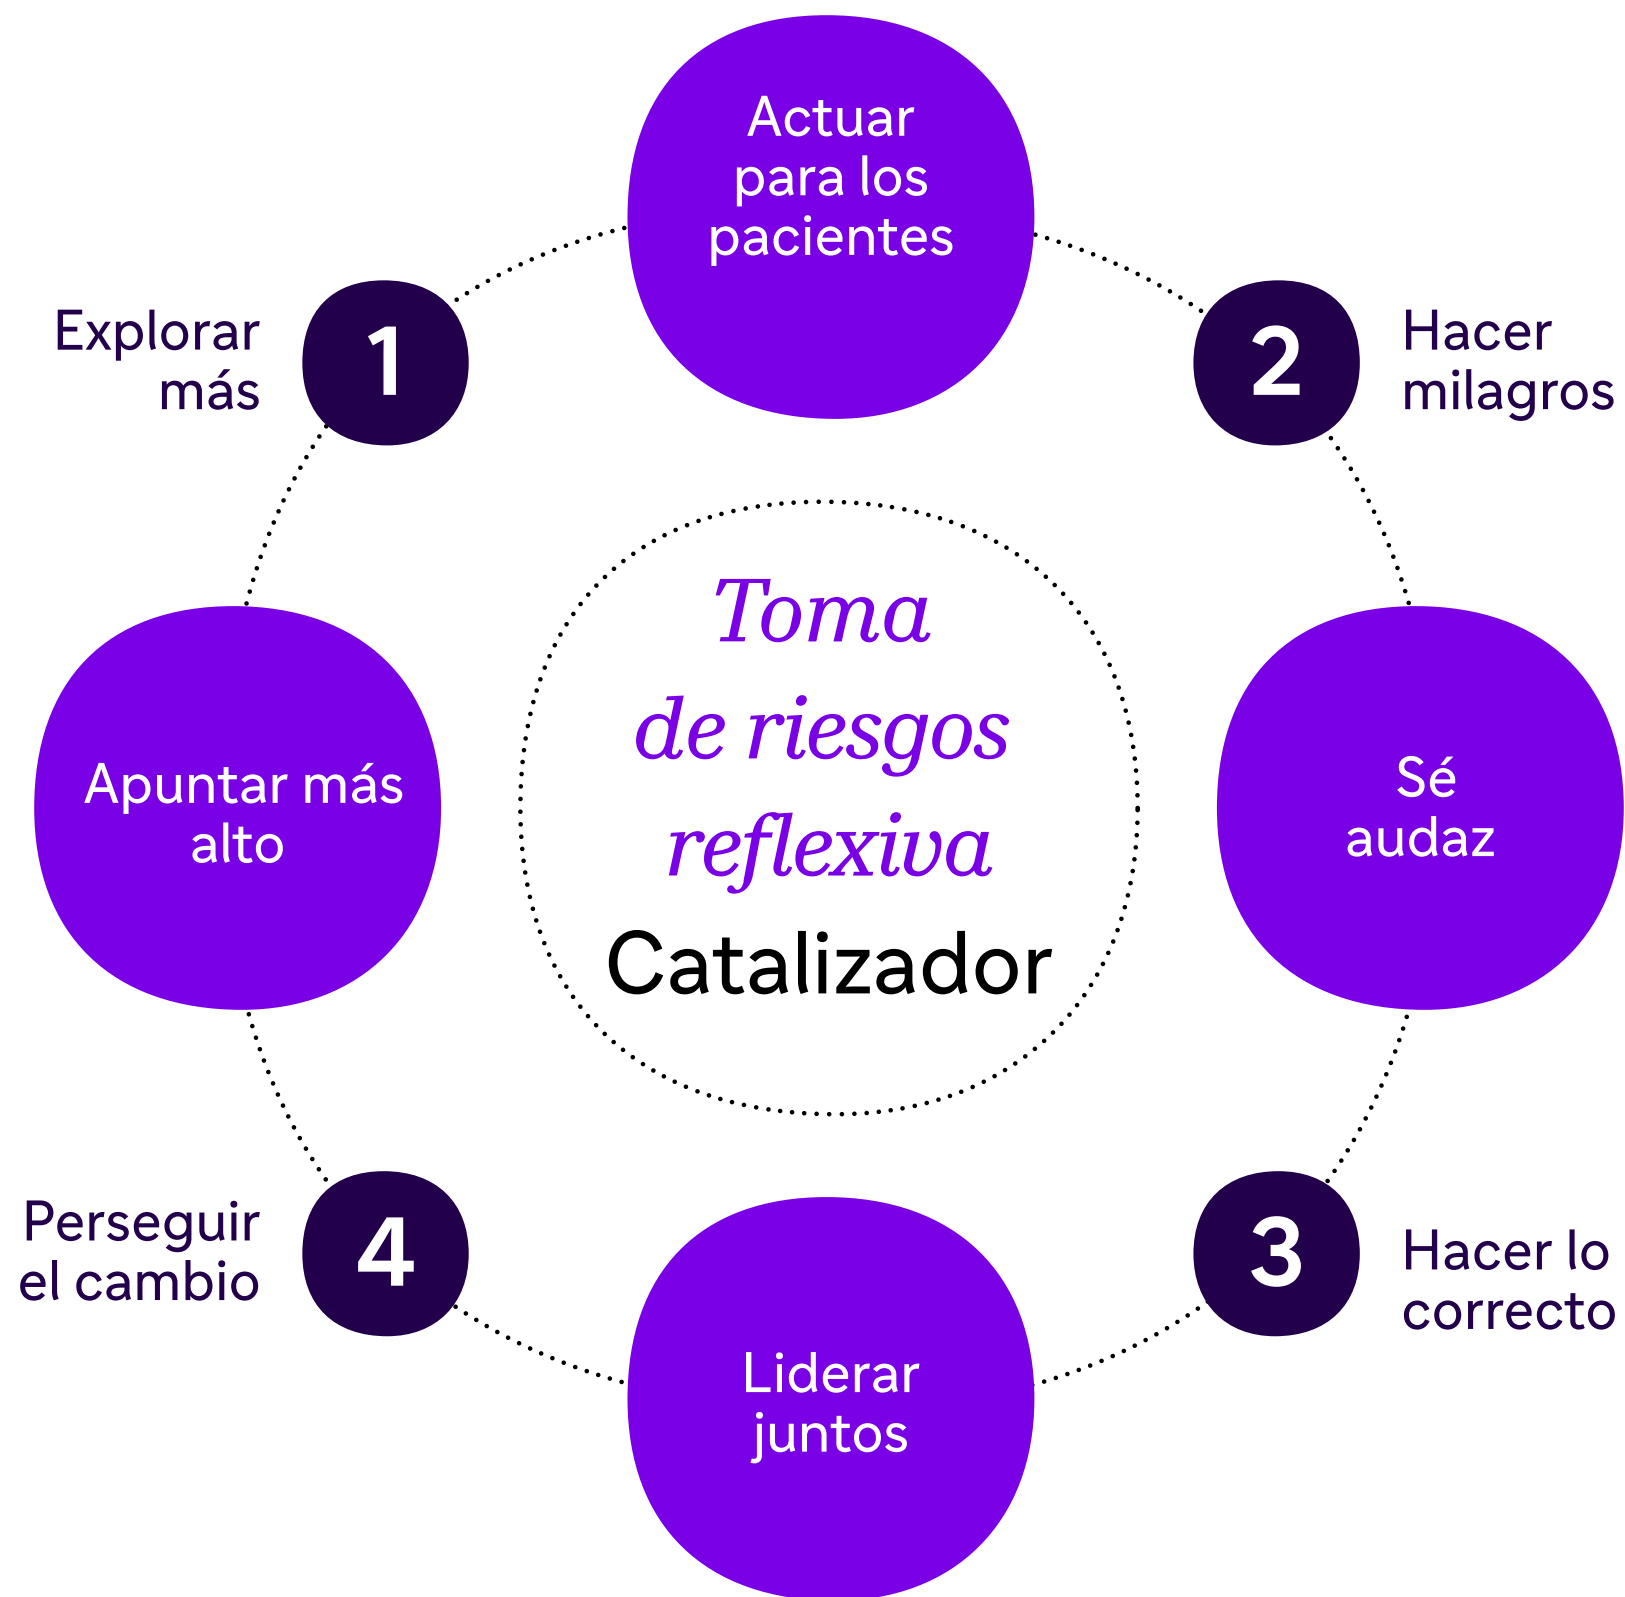 Actuar
para los
pacientes
Explorar
más
1
2
Hacer
milagros
Toma
de riesgos
reflexiva
Catalizador
Apuntar más
alto
Sé
audaz
Perseguir
el cambio
4
3
Hacer lo
correcto
Liderar
juntos